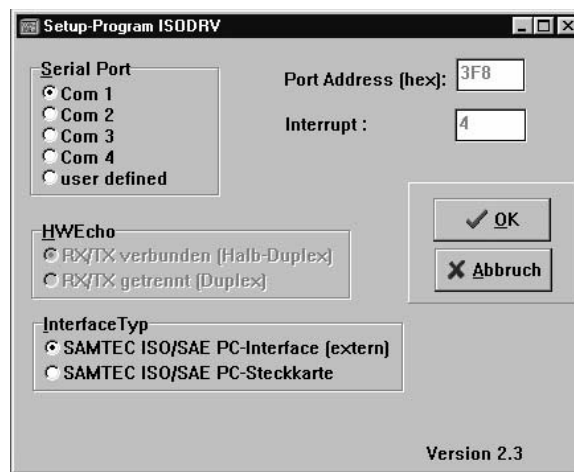 Setup-Program ISODRV
Serial Port
Com 1
Com 2
Com 3
Com 4
user defined
Port Address (hex): 3F8
Interrupt : 4
HWEcho
RX/TX verbunden (Halb-Duplex)
RX/TX getrennt (Duplex)
OK
Abbruch
InterfaceTyp
SAMTEC ISO/SAE PC-Interface (extern)
SAMTEC ISO/SAE PC-Steckkarte
Version 2.3